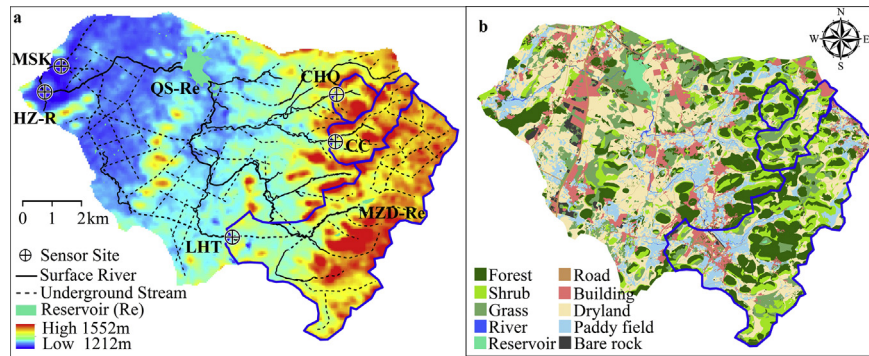 a
MSK
HZ-R
QS-Re
CHQ
CC
MZD-Re
LHT
0 1 2km
Sensor Site
Surface River
Underground Stream
Reservoir (Re)
High 1552m
Low 1212m
b
N
W E
S
Forest Road
Shrub Building
Grass Dryland
River Paddy field
Reservoir Bare rock